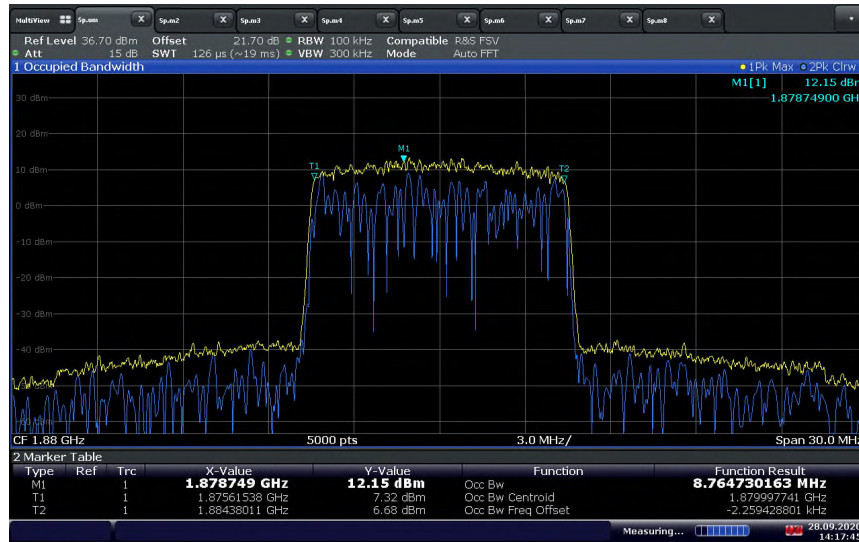 MultiView Sp.um X Sp.m2 X Sp.m3 X Sp.m4 X Sp.m5 X Sp.m6 X Sp.m7 X Sp.m8 X
Ref Level 36.70 dBm Offset 21.70 dB RBW 100 kHz Compatible R&S FSV
Att 15 dB SWT 126 µs (~19 ms) VBW 300 kHz Mode Auto FFT
1 Occupied Bandwidth 1Pk Max 2Pk Clrw
M1[1] 12.15 dBm
1.87874900 GH
30 dBm
20 dBm
M1
T1 T2
10 dBm
0 dBm
-10 dBm
-20 dBm
-30 dBm
-40 dBm
CF 1.88 GHz 5000 pts 3.0 MHz/ Span 30.0 MHz
2 Marker Table
Type Ref Trc X-Value Y-Value Function Function Result
M1 1 1.878749 GHz 12.15 dBm Occ Bw 8.764730163 MHz
T1 1 1.87561538 GHz 7.32 dBm Occ Bw Centroid 1.879997741 GHz
T2 1 1.88438011 GHz 6.68 dBm Occ Bw Freq Offset -2.259428801 kHz
Measuring... 28.09.2020
14:17:45